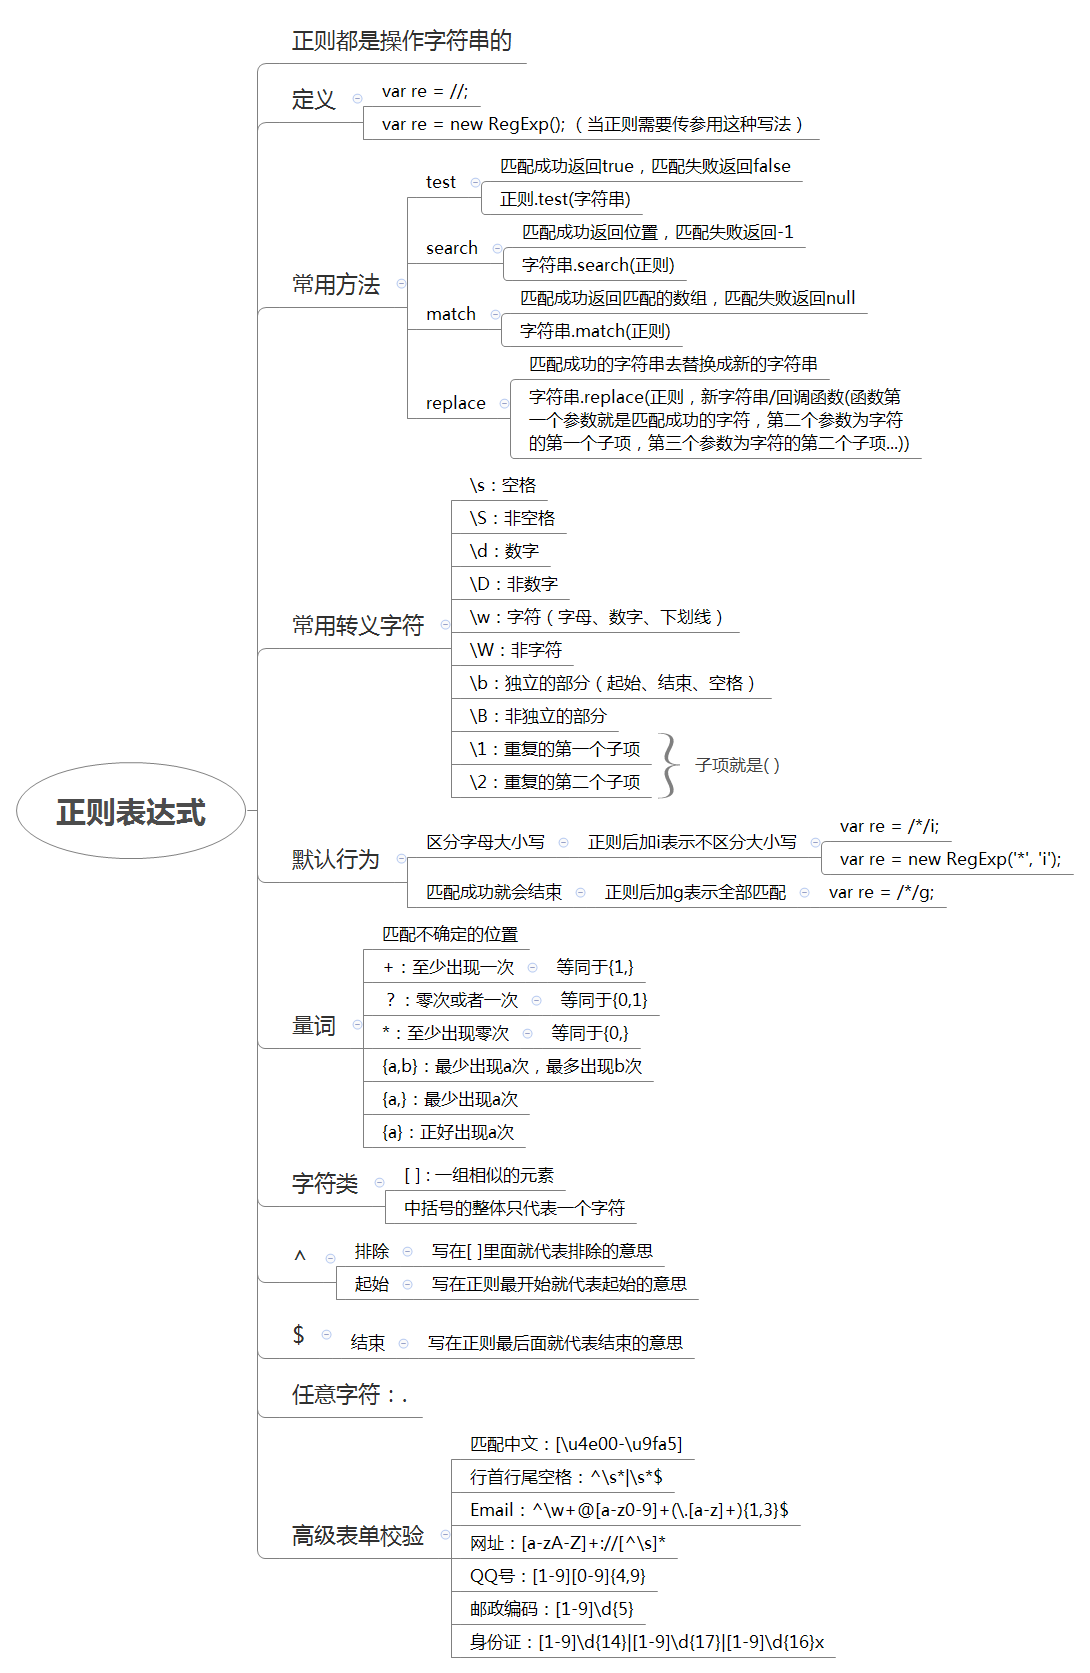 正则都是操作字符串的
定义
var re = //;
var re = new RegExp(); （当正则需要传参用这种写法）
常用方法
test
匹配成功返回true，匹配失败返回false
正则.test(字符串)
search
匹配成功返回位置，匹配失败返回-1
字符串.search(正则)
match
匹配成功返回匹配的数组，匹配失败返回null
字符串.match(正则)
replace
匹配成功的字符串去替换成新的字符串
字符串.replace(正则，新字符串/回调函数(函数第
一个参数就是匹配成功的字符，第二个参数为字符
的第一个子项，第三个参数为字符的第二个子项...))
常用转义字符
\s：空格
\S：非空格
\d：数字
\D：非数字
\w：字符（字母、数字、下划线）
\W：非字符
\b：独立的部分（起始、结束、空格）
\B：非独立的部分
\1：重复的第一个子项
\2：重复的第二个子项
子项就是( )
正则表达式
默认行为
区分字母大小写
正则后加i表示不区分大小写
var re = /*/i;
var re = new RegExp('*', 'i');
匹配成功就会结束
正则后加g表示全部匹配
var re = /*/g;
量词
匹配不确定的位置
+：至少出现一次
等同于{1,}
？：零次或者一次
等同于{0,1}
*：至少出现零次
等同于{0,}
{a,b}：最少出现a次，最多出现b次
{a,}：最少出现a次
{a}：正好出现a次
字符类
[ ] : 一组相似的元素
中括号的整体只代表一个字符
^
排除
写在[ ]里面就代表排除的意思
起始
写在正则最开始就代表起始的意思
$
结束
写在正则最后面就代表结束的意思
任意字符：.
高级表单校验
匹配中文：[\u4e00-\u9fa5]
行首行尾空格：^\s*|\s*$
Email：^\w+@[a-z0-9]+(\.[a-z]+){1,3}$
网址：[a-zA-Z]+://[^\s]*
QQ号：[1-9][0-9]{4,9}
邮政编码：[1-9]\d{5}
身份证：[1-9]\d{14}|[1-9]\d{17}|[1-9]\d{16}x